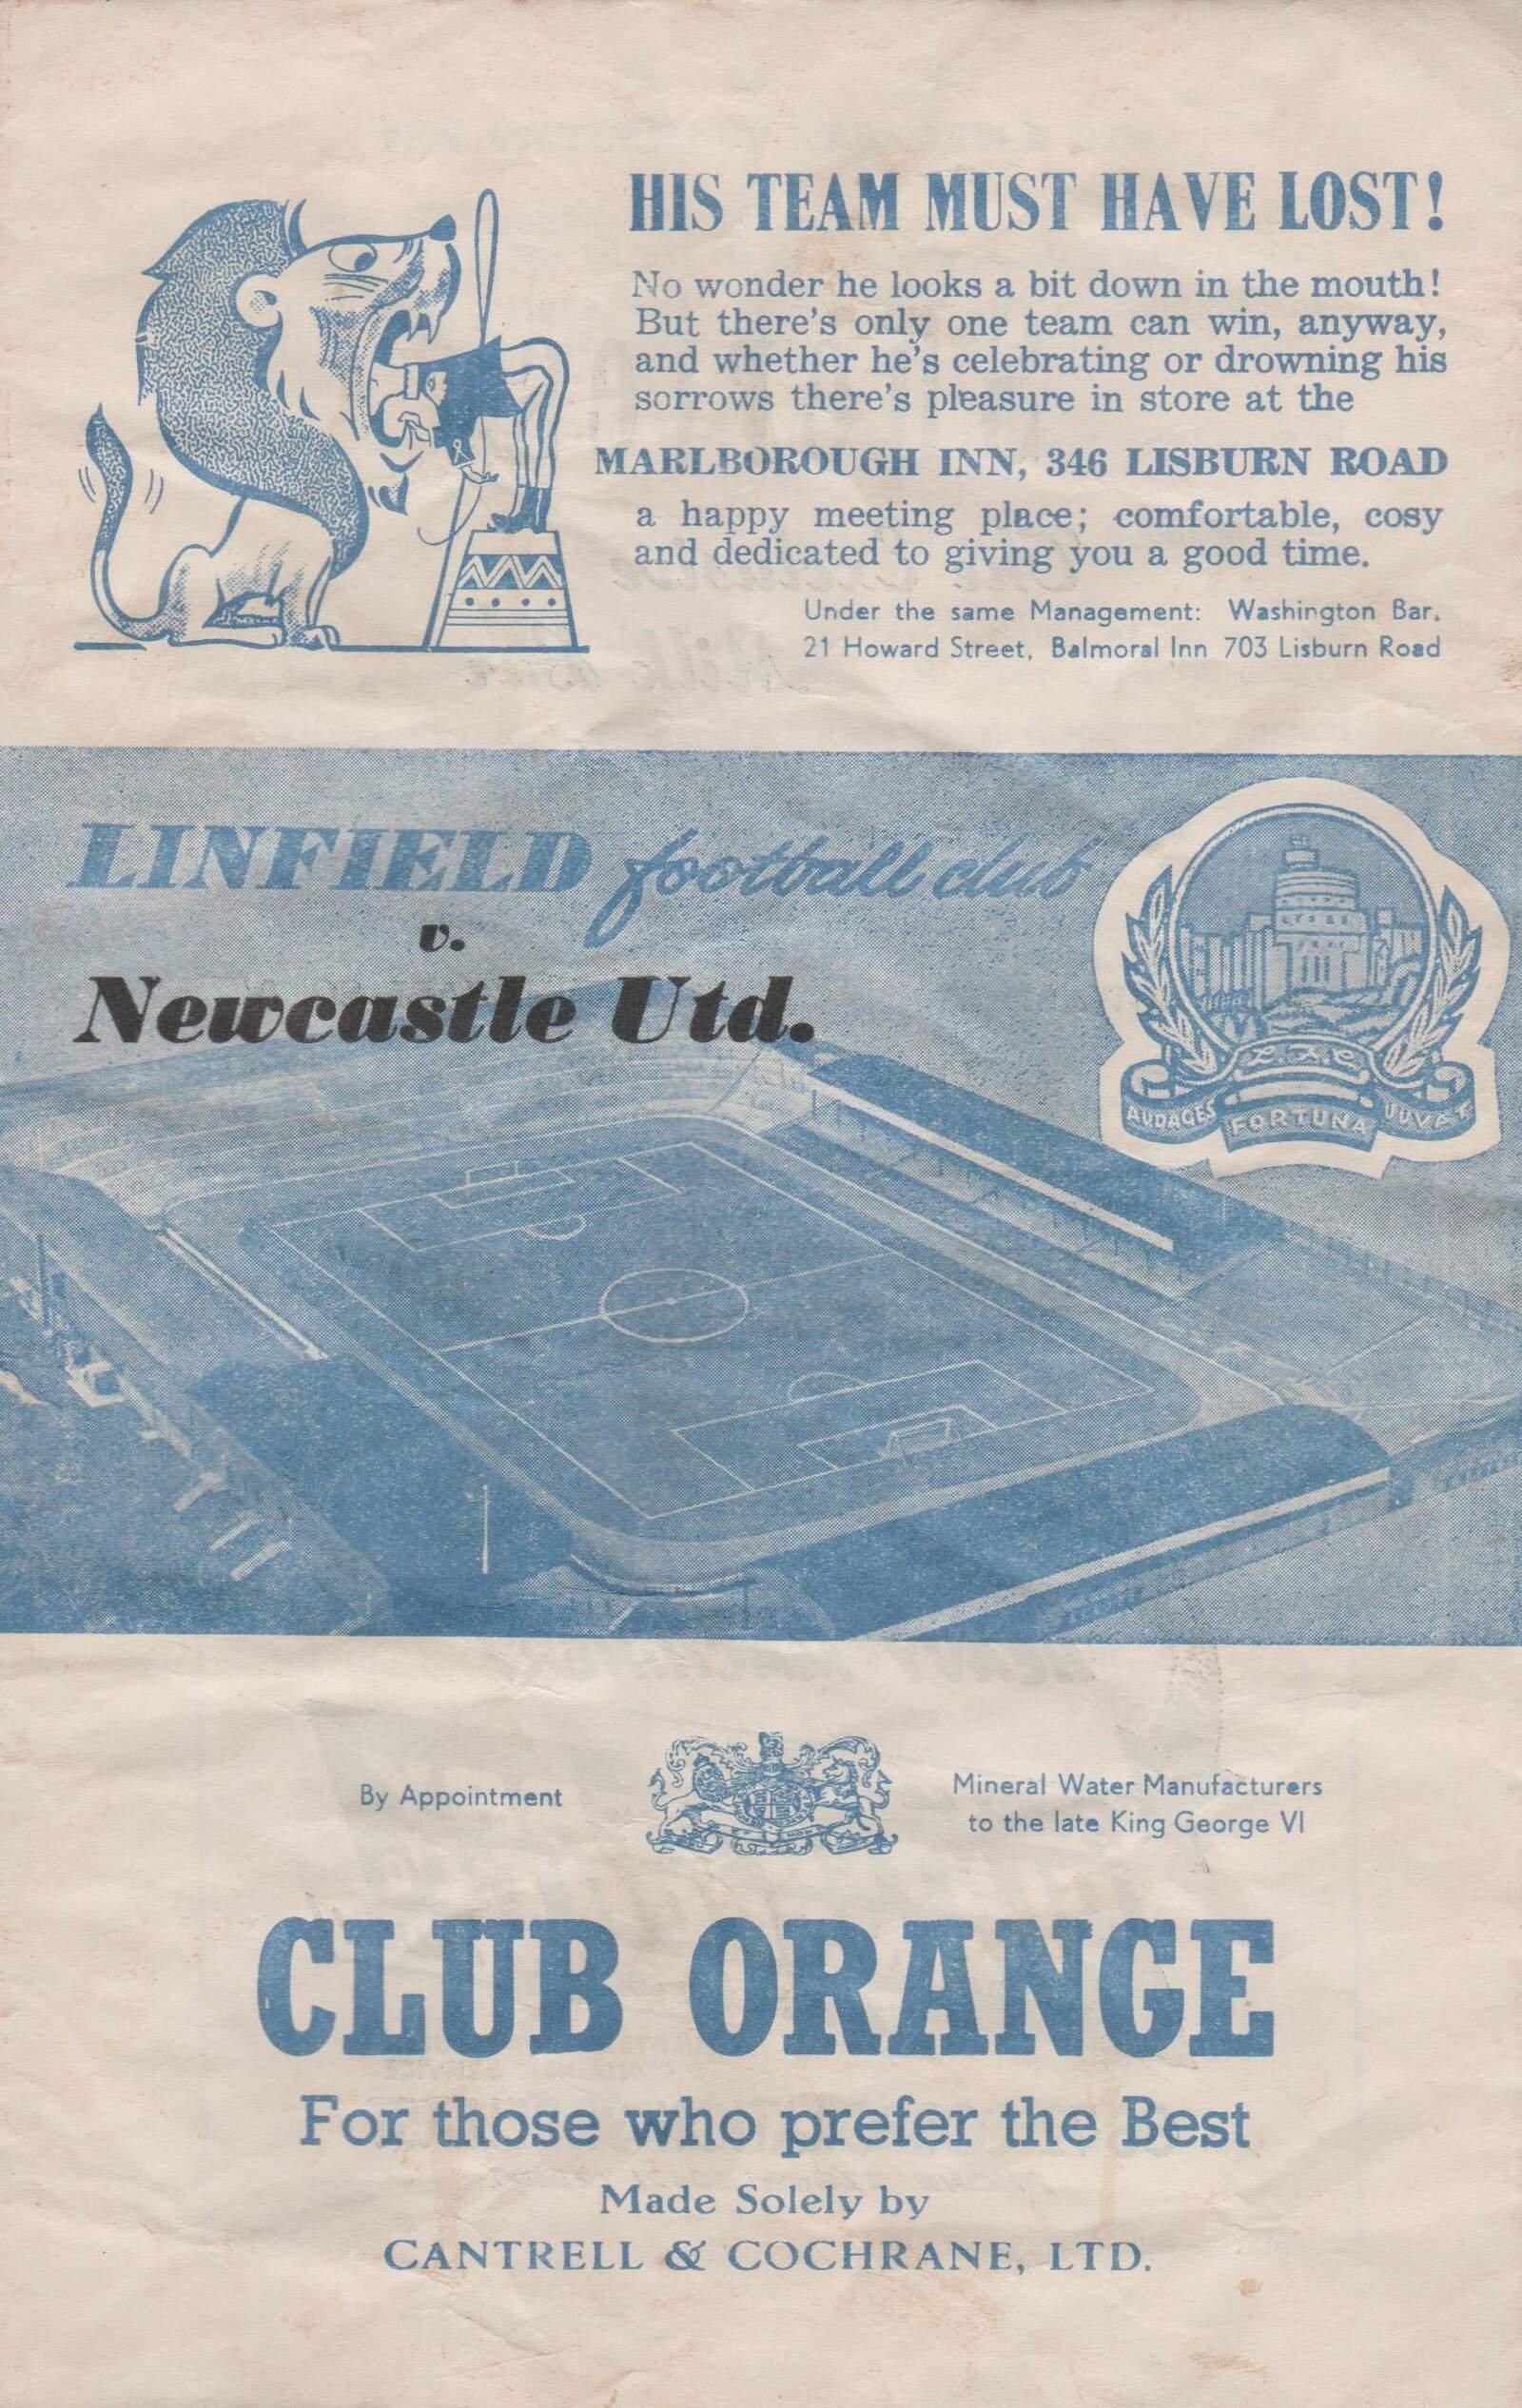 HIS TEAM MUST HAVE LOST!
No wonder he looks a bit down in the mouth!
But there's only one team can win, anyway,
and whether he's celebrating or drowning his
sorrows there's pleasure in store at the
MARLBOROUGH INN, 346 LISBURN ROAD
a happy meeting place; comfortable, cosy
and dedicated to giving you a good time.
Under the same Management: Washington Bar.
21 Howard Street, Balmoral Inn 703 Lisburn Road
LINFIELD football club
v.
Newcastle Utd.
L.F.C.
AUDACES FORTUNA JUVAT
By Appointment
Mineral Water Manufacturers
to the late King George VI
CLUB ORANGE
For those who prefer the Best
Made Solely by
CANTRELL & COCHRANE, LTD.